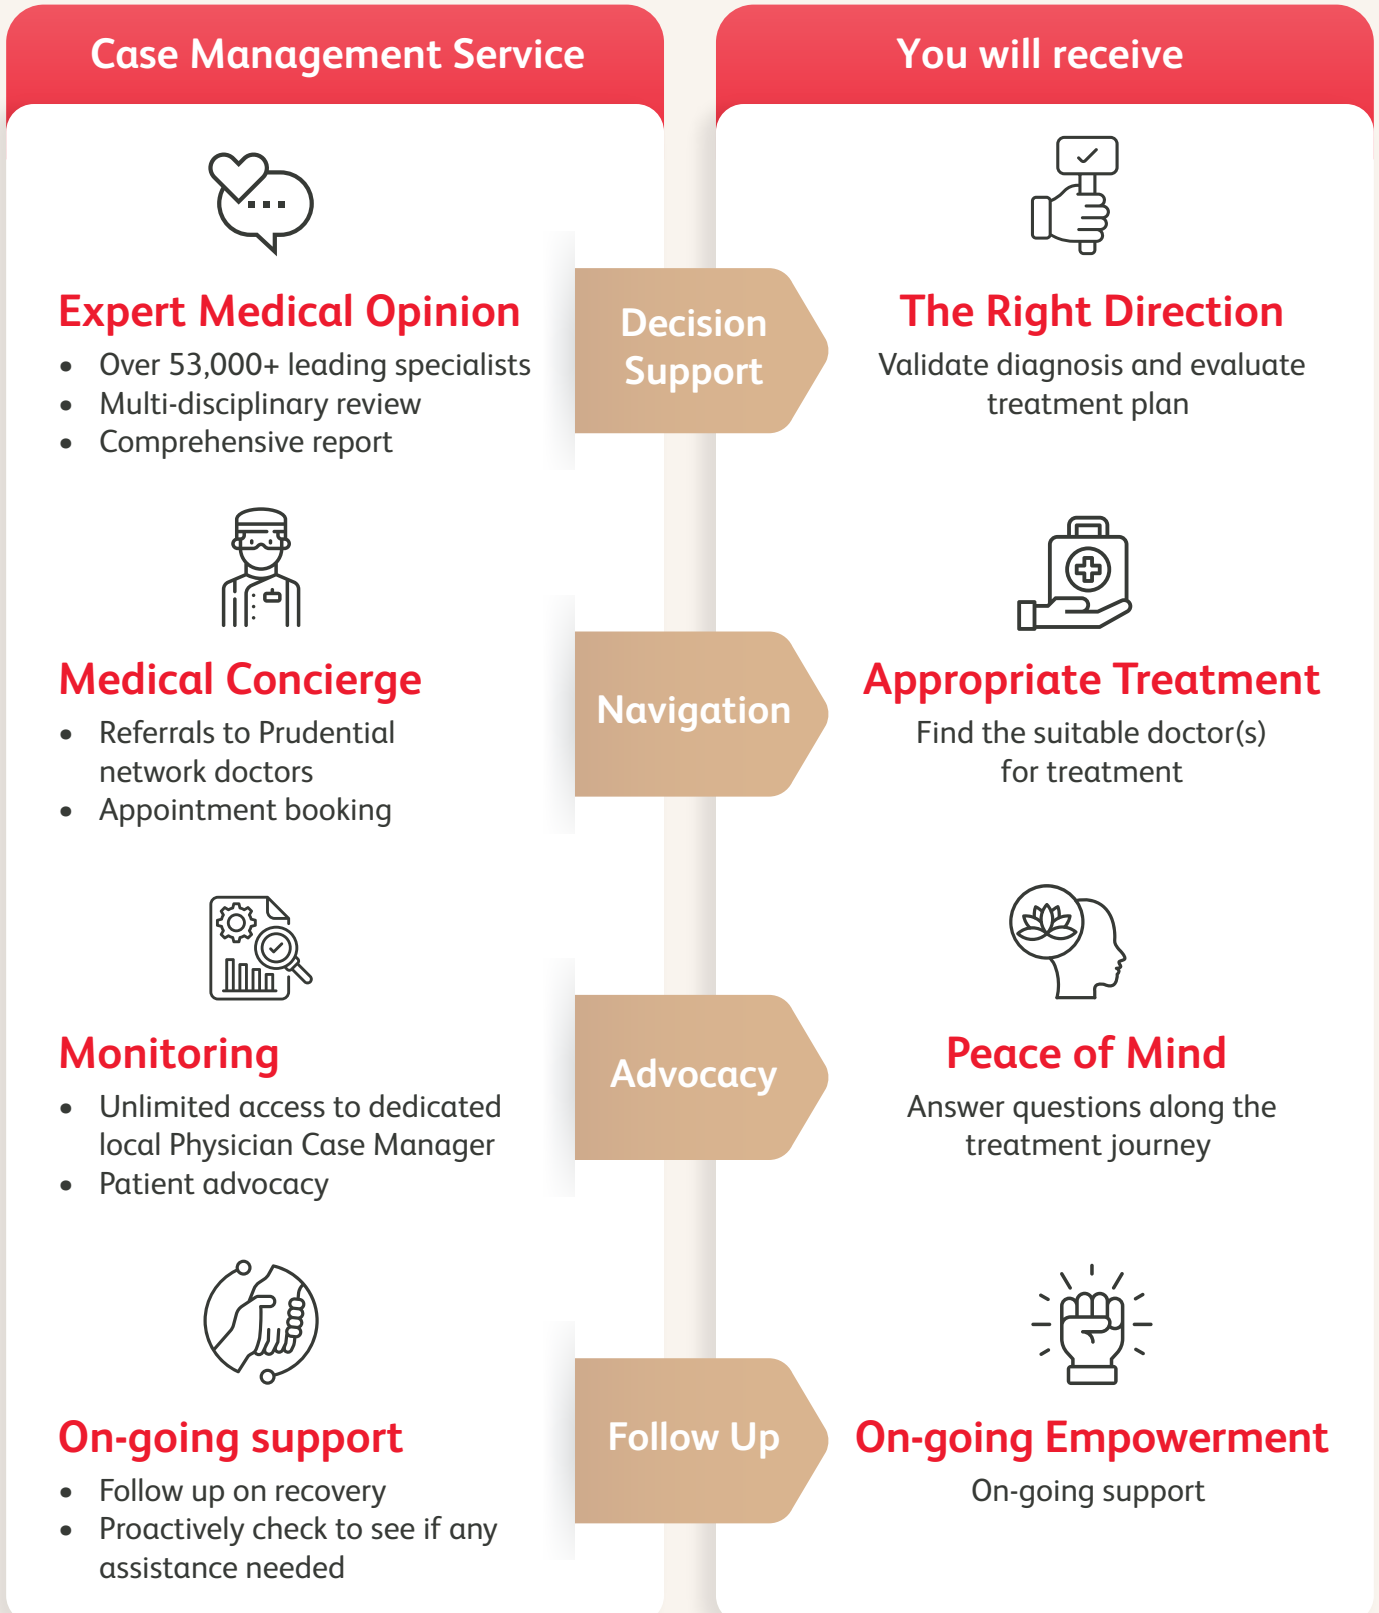 Case Management Service
You will receive
Expert Medical Opinion
• Over 53,000+ leading specialists
• Multi-disciplinary review
• Comprehensive report
Decision
Support
The Right Direction
Validate diagnosis and evaluate
treatment plan
Medical Concierge
• Referrals to Prudential
network doctors
• Appointment booking
Navigation
Appropriate Treatment
Find the suitable doctor(s)
for treatment
Monitoring
• Unlimited access to dedicated
local Physician Case Manager
• Patient advocacy
Advocacy
Peace of Mind
Answer questions along the
treatment journey
On-going support
• Follow up on recovery
• Proactively check to see if any
assistance needed
Follow Up
On-going Empowerment
On-going support